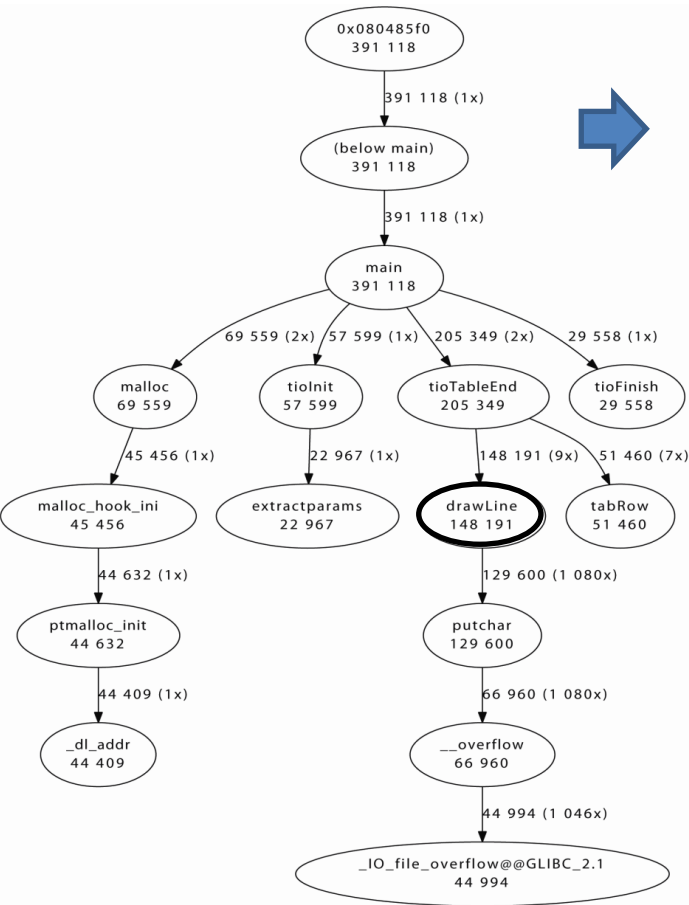 0x080485f0
391 118
391 118 (1x)
(below main)
391 118
391 118 (1x)
main
391 118
69 559 (2x)
57 599 (1x)
205 349 (2x)
29 558 (1x)
malloc
69 559
tioInit
57 599
tioTableEnd
205 349
tioFinish
29 558
45 456 (1x)
22 967 (1x)
148 191 (9x)
51 460 (7x)
malloc_hook_ini
45 456
extractparams
22 967
drawLine
148 191
tabRow
51 460
44 632 (1x)
129 600 (1 080x)
ptmalloc_init
44 632
putchar
129 600
44 409 (1x)
66 960 (1 080x)
_dl_addr
44 409
__overflow
66 960
44 994 (1 046x)
_IO_file_overflow@@GLIBC_2.1
44 994